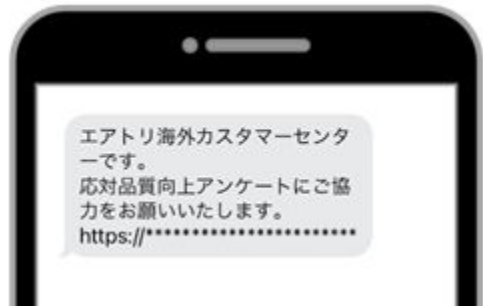 エアトリ海外カスタマーセンタ
ーです。
応対品質向上アンケートにご協
力をお願いいたします。
https://***********************